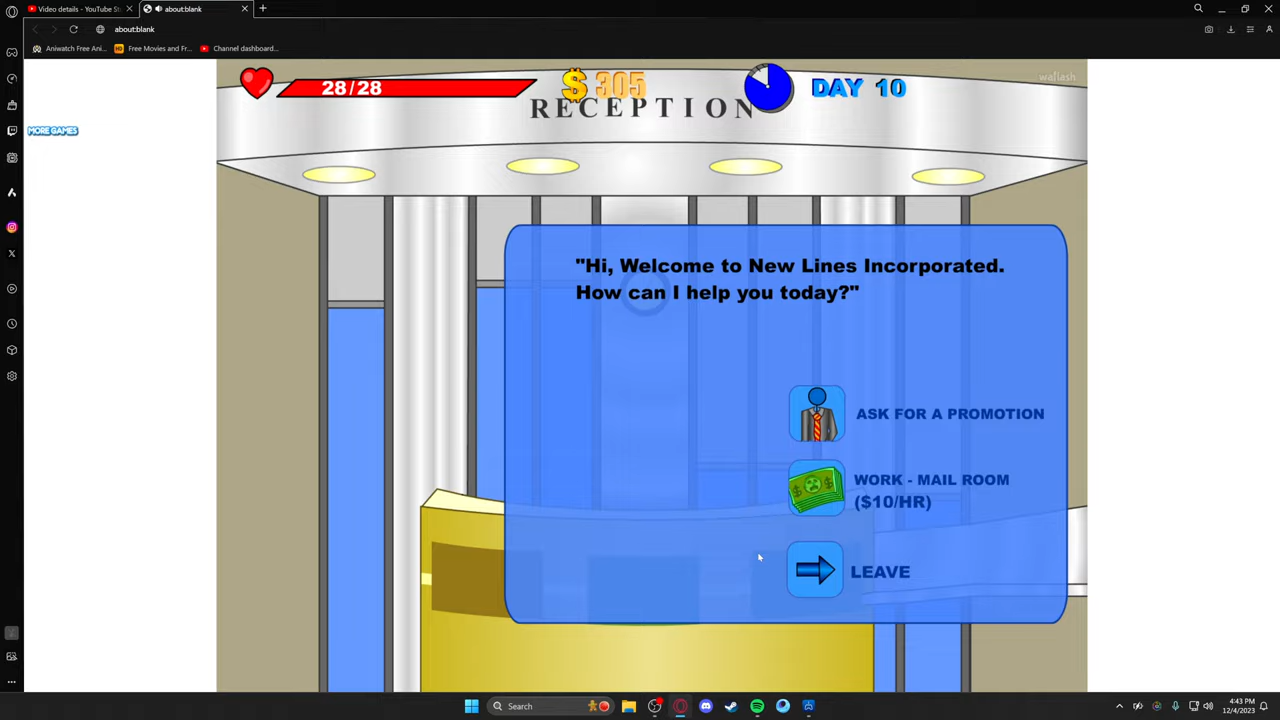 Video details - YouTube St
about:blank
about:blank
Aniwatch Free Ani...
Free Movies and Fr...
Channel dashboard...
28/28
$ 305
DAY 10
wallash
RECEPTION
MORE GAMES
"Hi, Welcome to New Lines Incorporated.
How can I help you today?"
ASK FOR A PROMOTION
WORK - MAIL ROOM
($10/HR)
LEAVE
Search
4:43 PM
12/4/2023